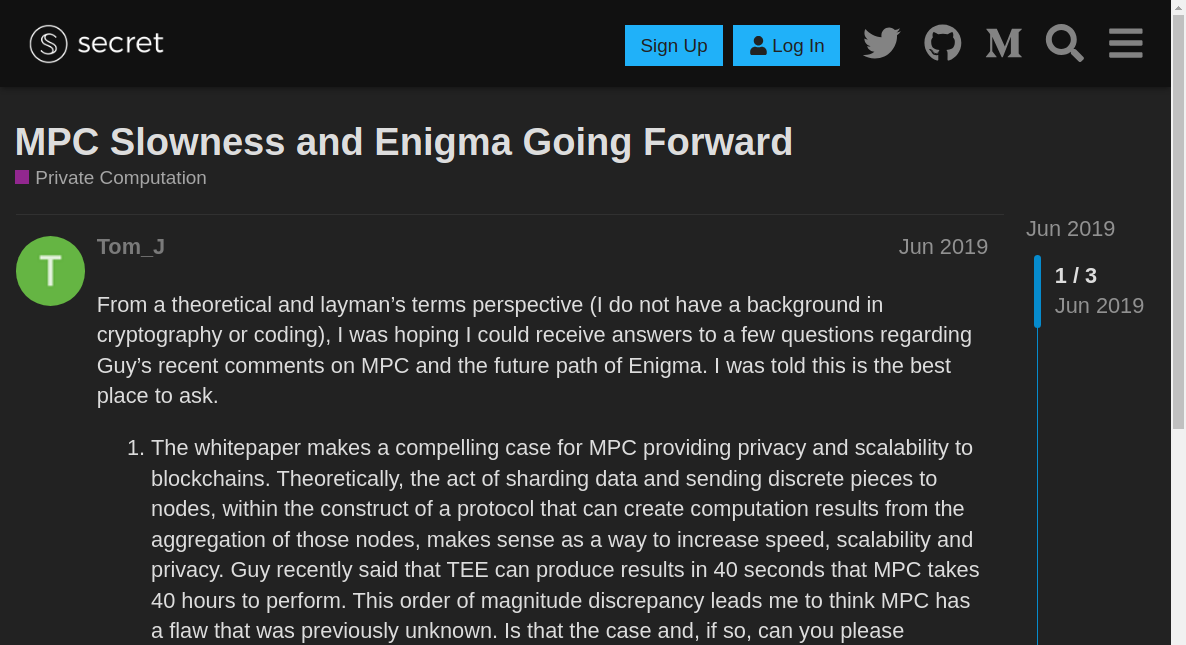 secret
Sign Up
Log In
MPC Slowness and Enigma Going Forward
Private Computation
T
Tom_J
Jun 2019
From a theoretical and layman’s terms perspective (I do not have a background in
cryptography or coding), I was hoping I could receive answers to a few questions regarding
Guy’s recent comments on MPC and the future path of Enigma. I was told this is the best
place to ask.
1. The whitepaper makes a compelling case for MPC providing privacy and scalability to
blockchains. Theoretically, the act of sharding data and sending discrete pieces to
nodes, within the construct of a protocol that can create computation results from the
aggregation of those nodes, makes sense as a way to increase speed, scalability and
privacy. Guy recently said that TEE can produce results in 40 seconds that MPC takes
40 hours to perform. This order of magnitude discrepancy leads me to think MPC has
a flaw that was previously unknown. Is that the case and, if so, can you please
Jun 2019
1 / 3
Jun 2019